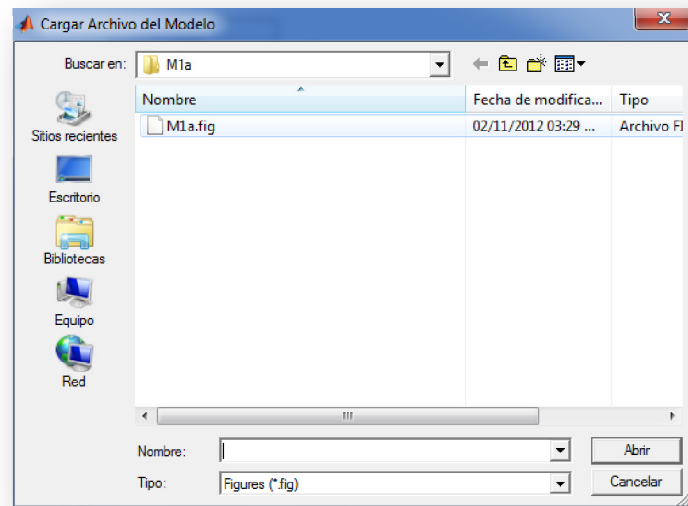 Cargar Archivo del Modelo
Buscar en: M1a
Nombre Fecha de modifica... Tipo
M1a.fig 02/11/2012 03:29 ... Archivo FI
Sitios recientes
Escritorio
Bibliotecas
Equipo
Red
Nombre: Abrir
Tipo: Figures (*.fig) Cancelar